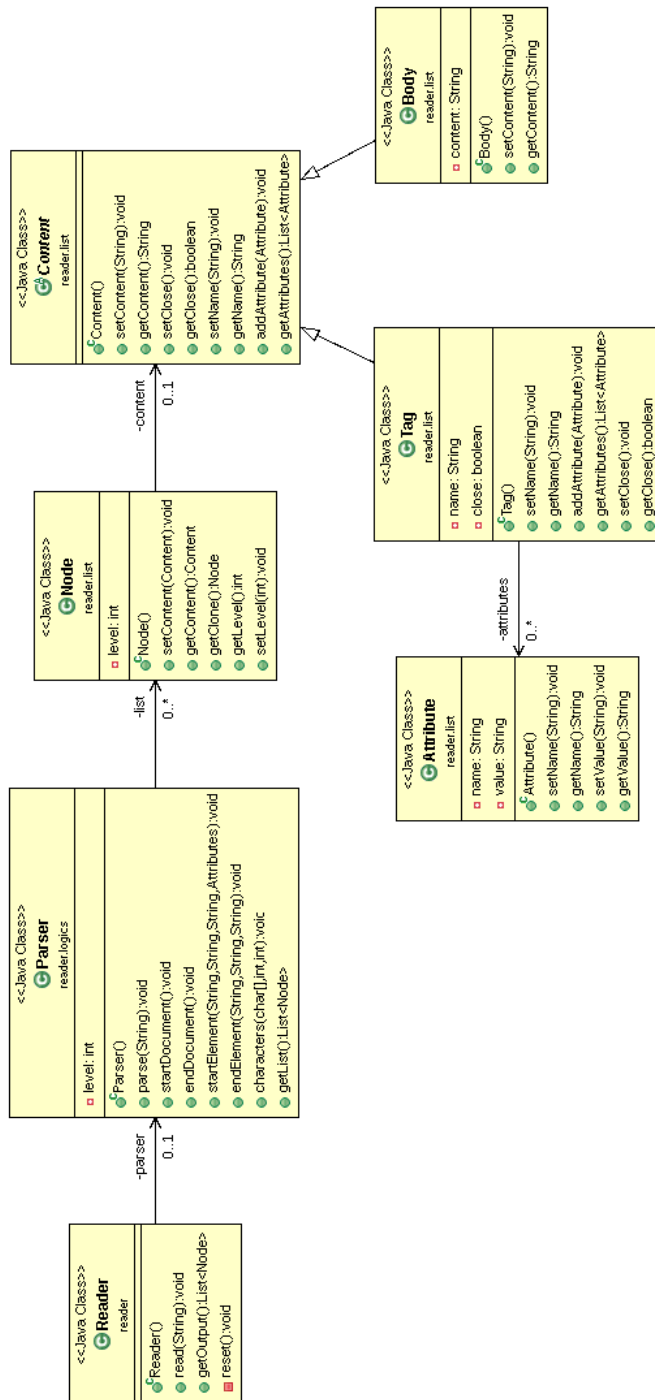 <<Java Class>>
Reader
reader
Reader()
read(String):void
getOutput():List<Node>
reset():void
-parser
0..1
<<Java Class>>
Parser
reader.logics
level: int
Parser()
parse(String):void
startDocument():void
endDocument():void
startElement(String,String,String,Attributes):void
endElement(String,String,String):void
characters(char[],int,int):void
getList():List<Node>
-list
0..*
<<Java Class>>
Node
reader.list
level: int
Node()
setContent(Content):void
getContent():Content
getClone():Node
getLevel():int
setLevel(int):void
-content
0..1
<<Java Class>>
Content
reader.list
Content()
setContent(String):void
getContent():String
setClose():void
getClose():boolean
setName(String):void
getName():String
addAttribute(Attribute):void
getAttributes():List<Attribute>
<<Java Class>>
Attribute
reader.list
name: String
value: String
Attribute()
setName(String):void
getName():String
setValue(String):void
getValue():String
-attributes
0..*
<<Java Class>>
Tag
reader.list
name: String
close: boolean
Tag()
setName(String):void
getName():String
addAttribute(Attribute):void
getAttributes():List<Attribute>
setClose():void
getClose():boolean
<<Java Class>>
Body
reader.list
content: String
Body()
setContent(String):void
getContent():String